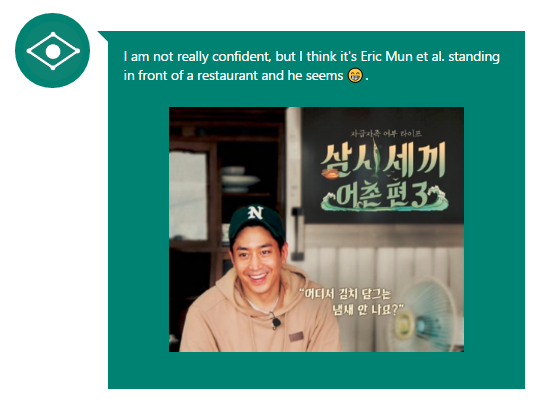 I am not really confident, but I think it's Eric Mun et al. standing
in front of a restaurant and he seems 😁.
자급자족 어부 라이프
삼시세끼
어촌편3
N
"어디서 김치 담그는
냄새 안 나요?"